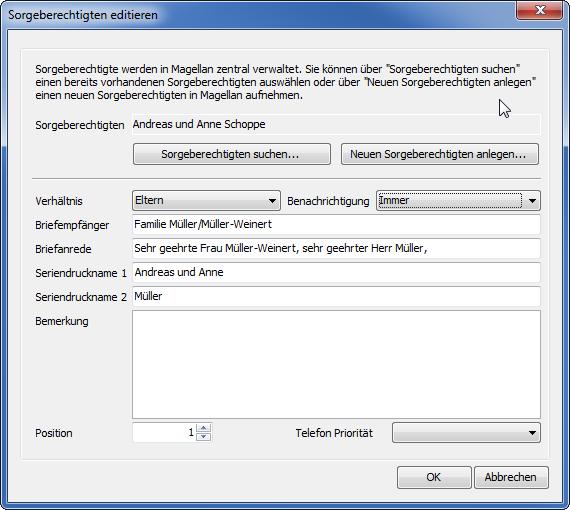 Sorgeberechtigten editieren
Sorgeberechtigte werden in Magellan zentral verwaltet. Sie können über "Sorgeberechtigten suchen"
einen bereits vorhandenen Sorgeberechtigten auswählen oder über "Neuen Sorgeberechtigten anlegen"
einen neuen Sorgeberechtigten in Magellan aufnehmen.
Sorgeberechtigten Andreas und Anne Schoppe
Sorgeberechtigten suchen... Neuen Sorgeberechtigten anlegen...
Verhältnis Eltern Benachrichtigung Immer
Briefempfänger Familie Müller/Müller-Weinert
Briefanrede Sehr geehrte Frau Müller-Weinert, sehr geehrter Herr Müller,
Seriendruckname 1 Andreas und Anne
Seriendruckname 2 Müller
Bemerkung
Position 1 Telefon Priorität
OK Abbrechen